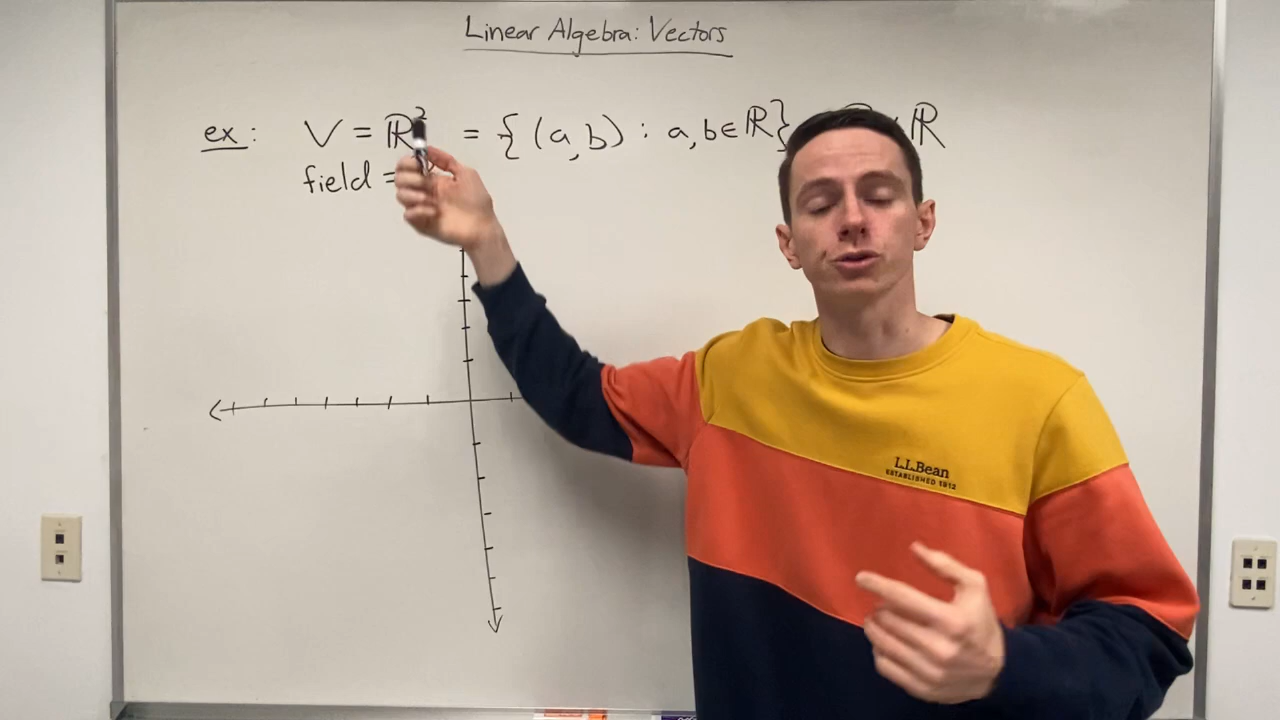 Linear Algebra: Vectors
ex: V = ℝ² = { (a,b) : a,b ∈ ℝ} ℝ
field =
L.L.Bean
ESTABLISHED 1912